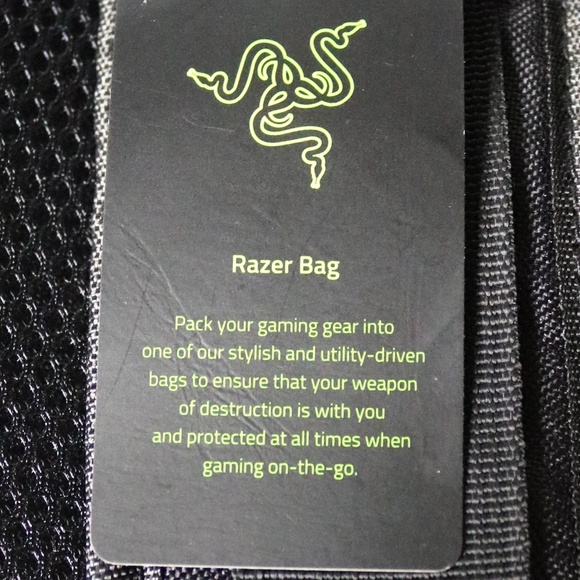 Razer Bag
Pack your gaming gear into
one of our stylish and utility-driven
bags to ensure that your weapon
of destruction is with you
and protected at all times when
gaming on-the-go.